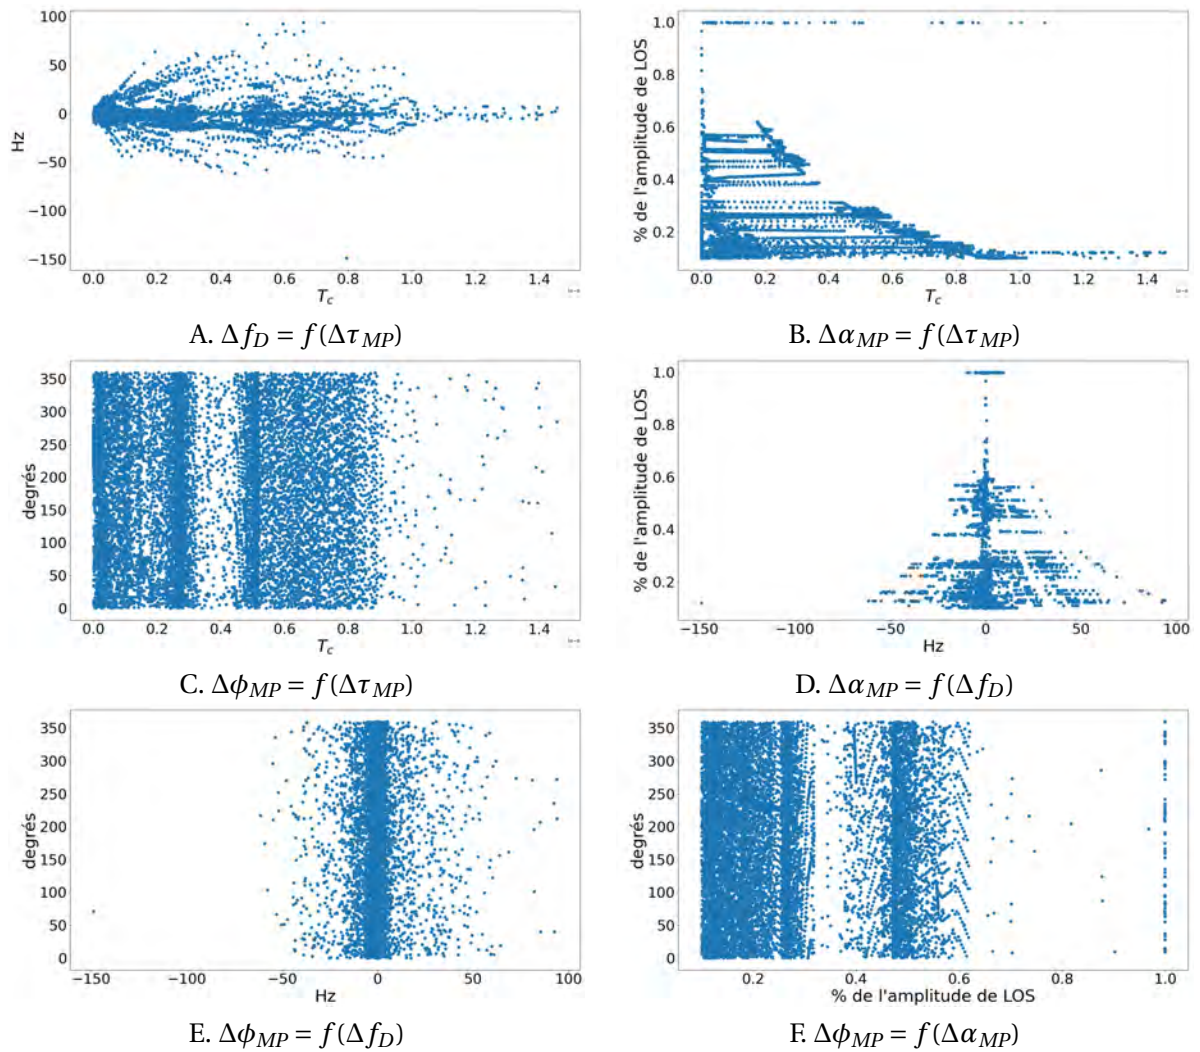 100
50
0
−50
−100
−150
Hz
0.0 0.2 0.4 0.6 0.8 1.0 1.2 1.4
T_c
A. Δf_D = f(Δτ_MP)
1.0
0.8
0.6
0.4
0.2
% de l'amplitude de LOS
0.0 0.2 0.4 0.6 0.8 1.0 1.2 1.4
T_c
B. Δα_MP = f(Δτ_MP)
350
300
250
200
150
100
50
0
degrés
0.0 0.2 0.4 0.6 0.8 1.0 1.2 1.4
T_c
C. Δϕ_MP = f(Δτ_MP)
1.0
0.8
0.6
0.4
0.2
% de l'amplitude de LOS
−150 −100 −50 0 50 100
Hz
D. Δα_MP = f(Δf_D)
350
300
250
200
150
100
50
0
degrés
−150 −100 −50 0 50 100
Hz
E. Δϕ_MP = f(Δf_D)
350
300
250
200
150
100
50
0
degrés
0.2 0.4 0.6 0.8 1.0
% de l'amplitude de LOS
F. Δϕ_MP = f(Δα_MP)